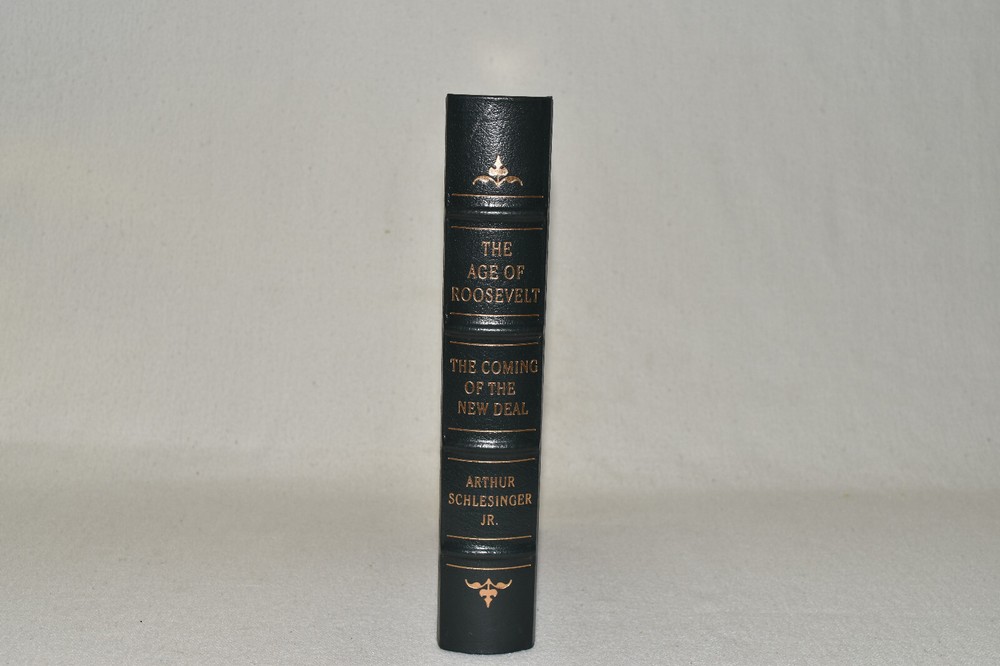 THE
AGE OF
ROOSEVELT
THE COMING
OF THE
NEW DEAL
ARTHUR
SCHLESINGER
JR.